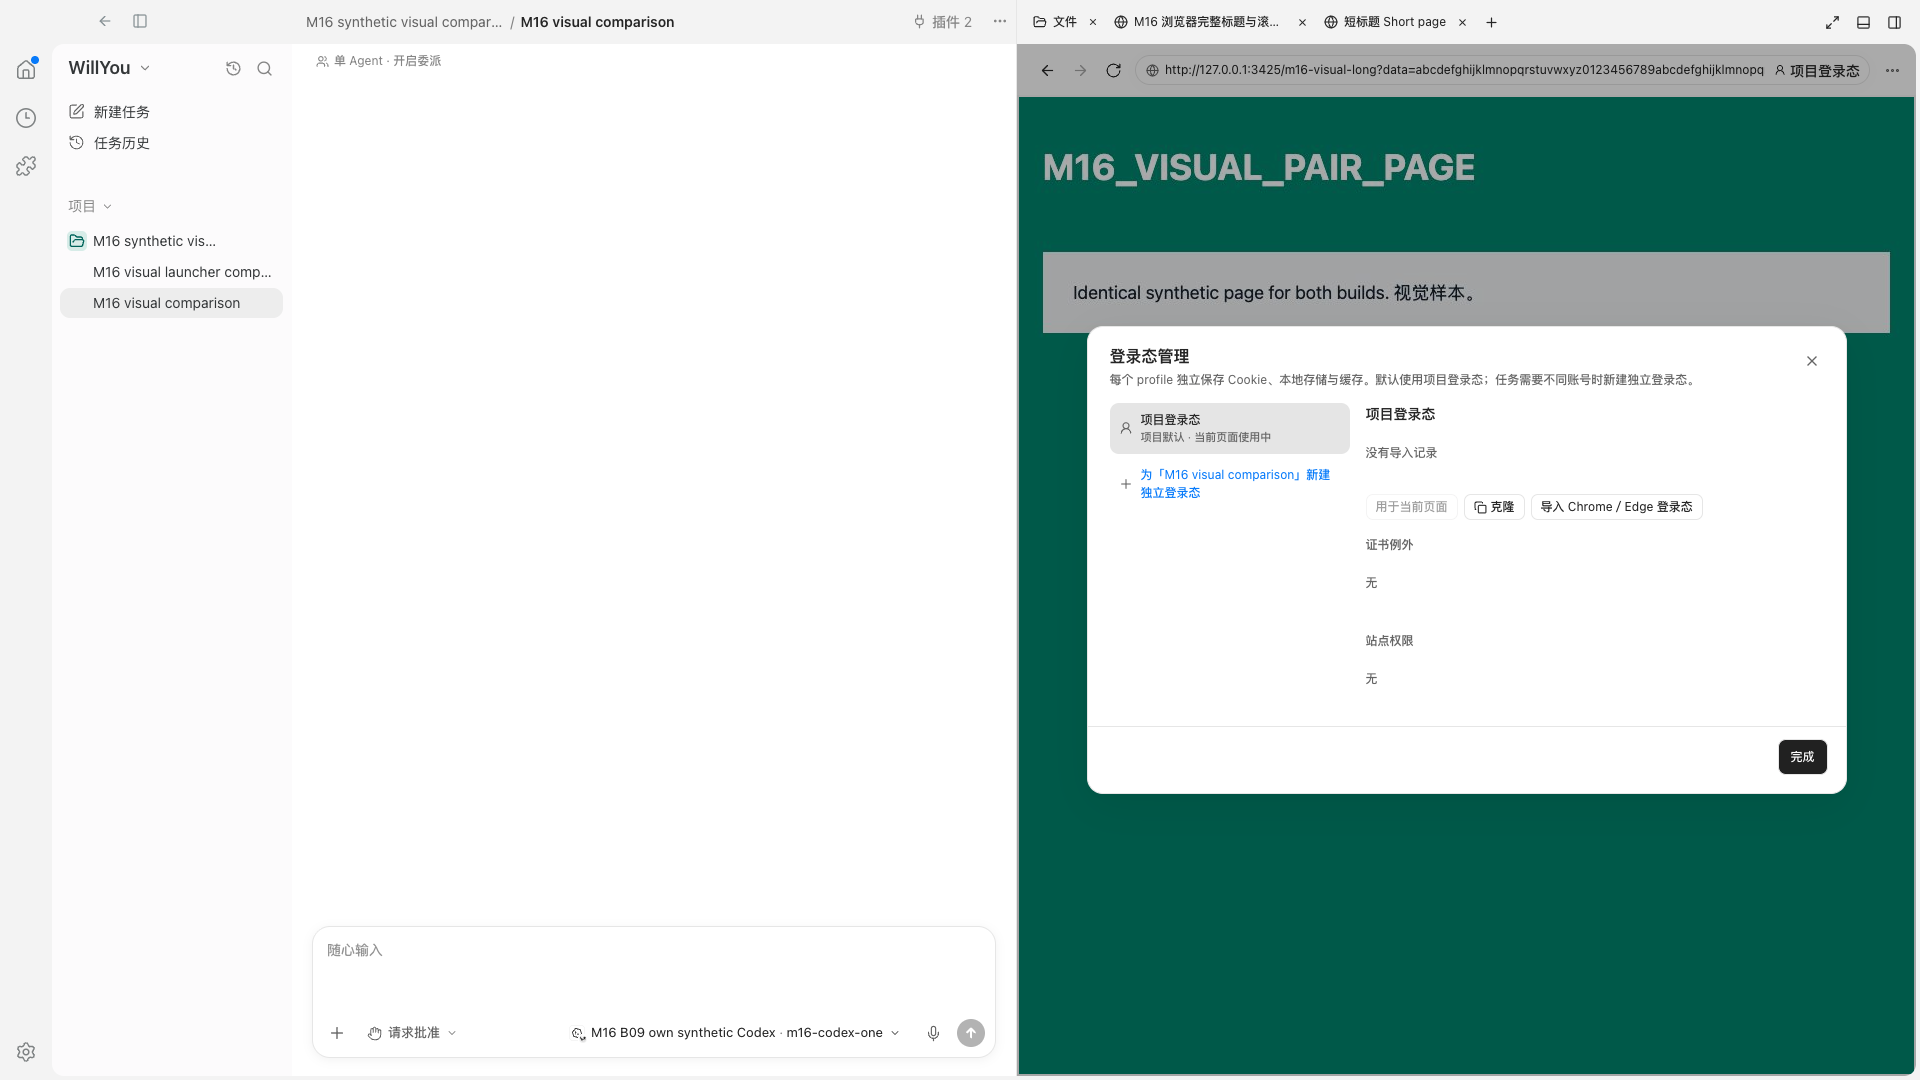 M16 synthetic visual compar... / M16 visual comparison
插件 2
文件
M16 浏览器完整标题与滚...
短标题 Short page
WillYou
新建任务
任务历史
项目
M16 synthetic vis...
M16 visual launcher comp...
M16 visual comparison
单 Agent · 开启委派
http://127.0.0.1:3425/m16-visual-long?data=abcdefghijklmnopqrstuvwxyz0123456789abcdefghijklmnopq
项目登录态
M16_VISUAL_PAIR_PAGE
Identical synthetic page for both builds. 视觉样本。
登录态管理
每个 profile 独立保存 Cookie、本地存储与缓存。默认使用项目登录态；任务需要不同账号时新建独立登录态。
项目登录态
项目默认 · 当前页面使用中
为「M16 visual comparison」新建
独立登录态
项目登录态
没有导入记录
用于当前页面
克隆
导入 Chrome / Edge 登录态
证书例外
无
站点权限
无
完成
随心输入
请求批准
M16 B09 own synthetic Codex · m16-codex-one